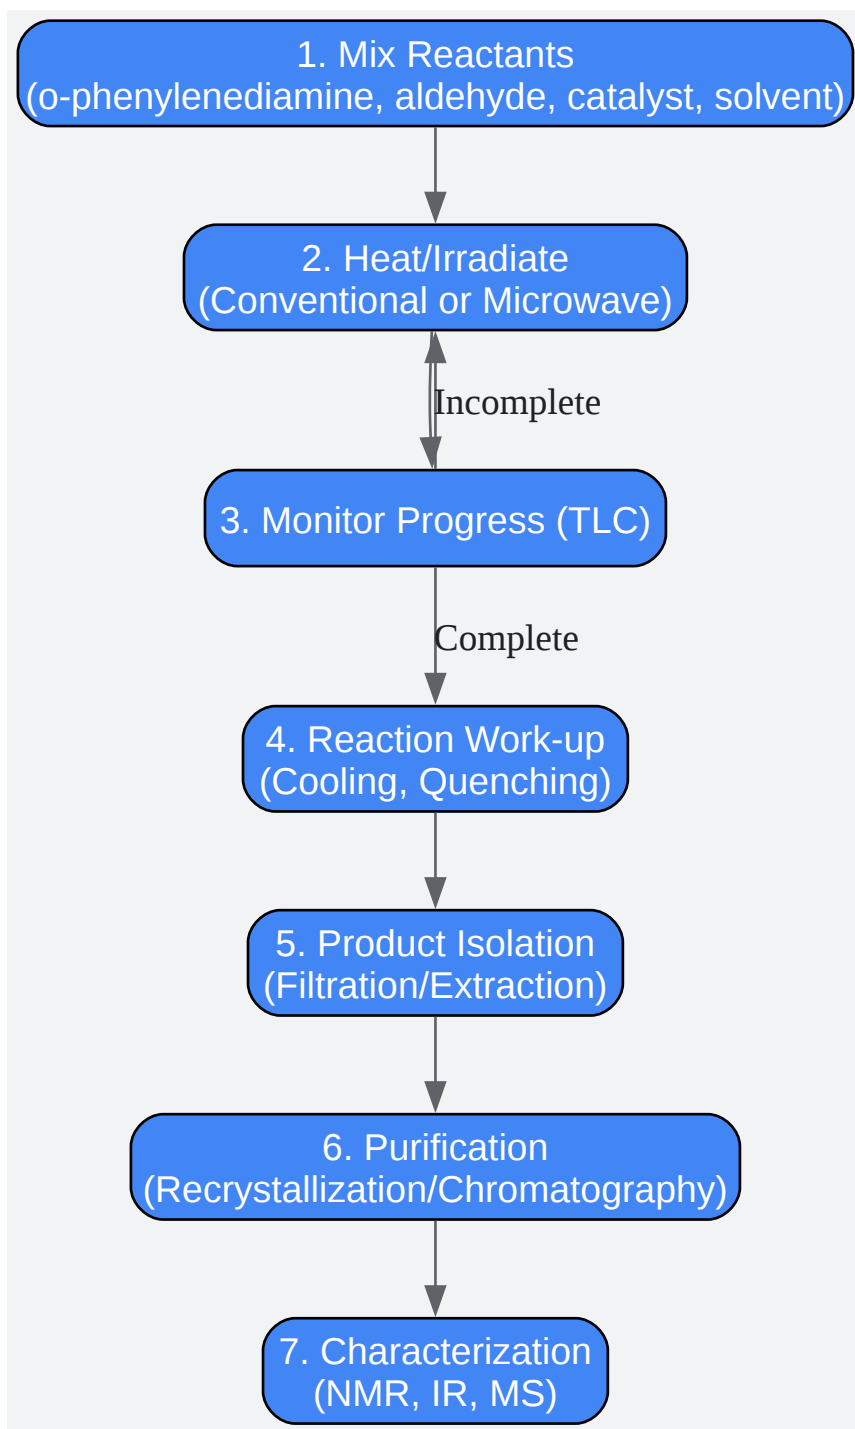 1. Mix Reactants
(o-phenylenediamine, aldehyde, catalyst, solvent)
2. Heat/Irradiate
(Conventional or Microwave)
Incomplete
3. Monitor Progress (TLC)
Complete
4. Reaction Work-up
(Cooling, Quenching)
5. Product Isolation
(Filtration/Extraction)
6. Purification
(Recrystallization/Chromatography)
7. Characterization
(NMR, IR, MS)